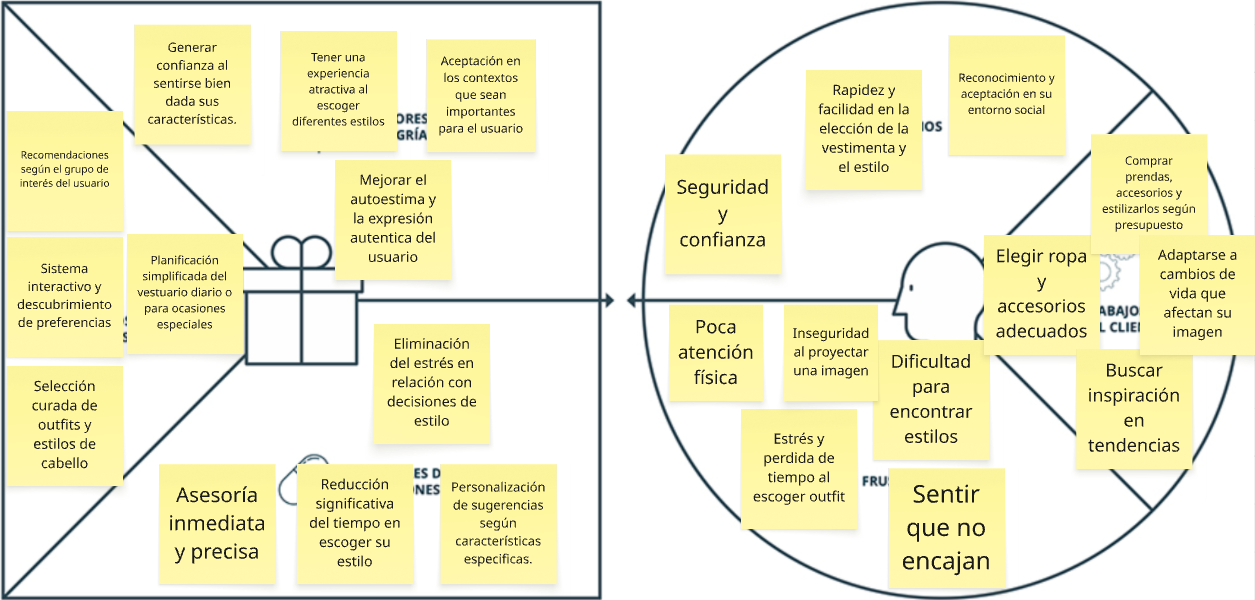 Generar
confianza al
sentirse bien
dada sus
características.
Tener una
experiencia
atractiva al
escoger
diferentes estilos
Aceptación en
los contextos
que sean
importantes
para el usuario
Recomendaciones
según el grupo de
interés del usuario
Mejorar el
autoestima y
la expresión
autentica del
usuario
Sistema
interactivo y
descubrimiento
de preferencias
Planificación
simplificada del
vestuario diario o
para ocasiones
especiales
Selección
curada de
outfits y
estilos de
cabello
Eliminación
del estrés en
relación con
decisiones de
estilo
Asesoría
inmediata
y precisa
Reducción
significativa
del tiempo en
escoger su
estilo
Personalización
de sugerencias
según
características
especificas.
Rapidez y
facilidad en la
elección de la
vestimenta y
el estilo
Reconocimiento y
aceptación en su
entorno social
Seguridad
y
confianza
Comprar
prendas,
accesorios y
estilizarlos según
presupuesto
Elegir ropa
y
accesorios
adecuados
Adaptarse a
cambios de
vida que
afectan su
imagen
Buscar
inspiración
en
tendencias
Poca
atención
física
Inseguridad
al proyectar
una imagen
Dificultad
para
encontrar
estilos
Estrés y
perdida de
tiempo al
escoger outfit
Sentir
que no
encajan